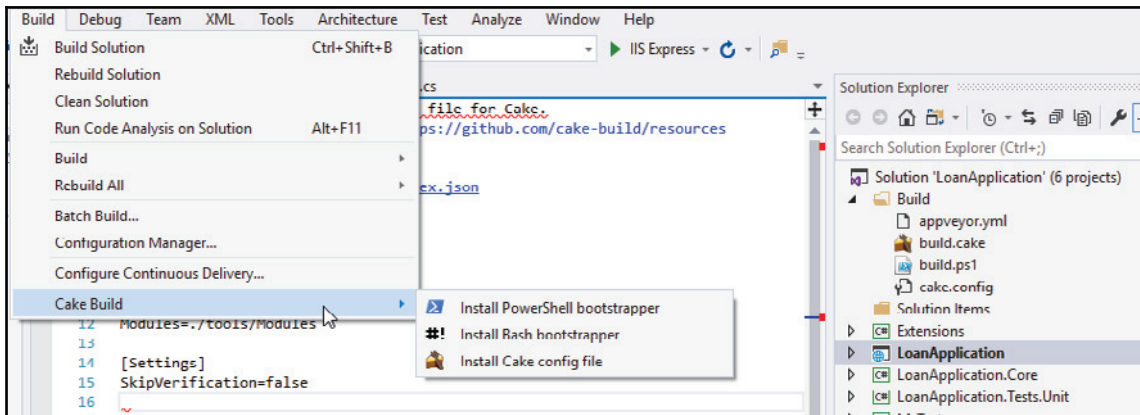 Build Debug Team XML Tools Architecture Test Analyze Window Help
Build Solution Ctrl+Shift+B
Rebuild Solution
Clean Solution
Run Code Analysis on Solution Alt+F11
Build
Rebuild All
Batch Build...
Configuration Manager...
Configure Continuous Delivery...
Cake Build
Install PowerShell bootstrapper
#! Install Bash bootstrapper
Install Cake config file
ication IIS Express
.cs
file for Cake.
ps://github.com/cake-build/resources
ex.json
12 Modules=./tools/Modules
13
14 [Settings]
15 SkipVerification=false
16
Solution Explorer
Search Solution Explorer (Ctrl+;)
Solution 'LoanApplication' (6 projects)
Build
appveyor.yml
build.cake
build.ps1
cake.config
Solution Items
C# Extensions
LoanApplication
C# LoanApplication.Core
C# LoanApplication.Tests.Unit